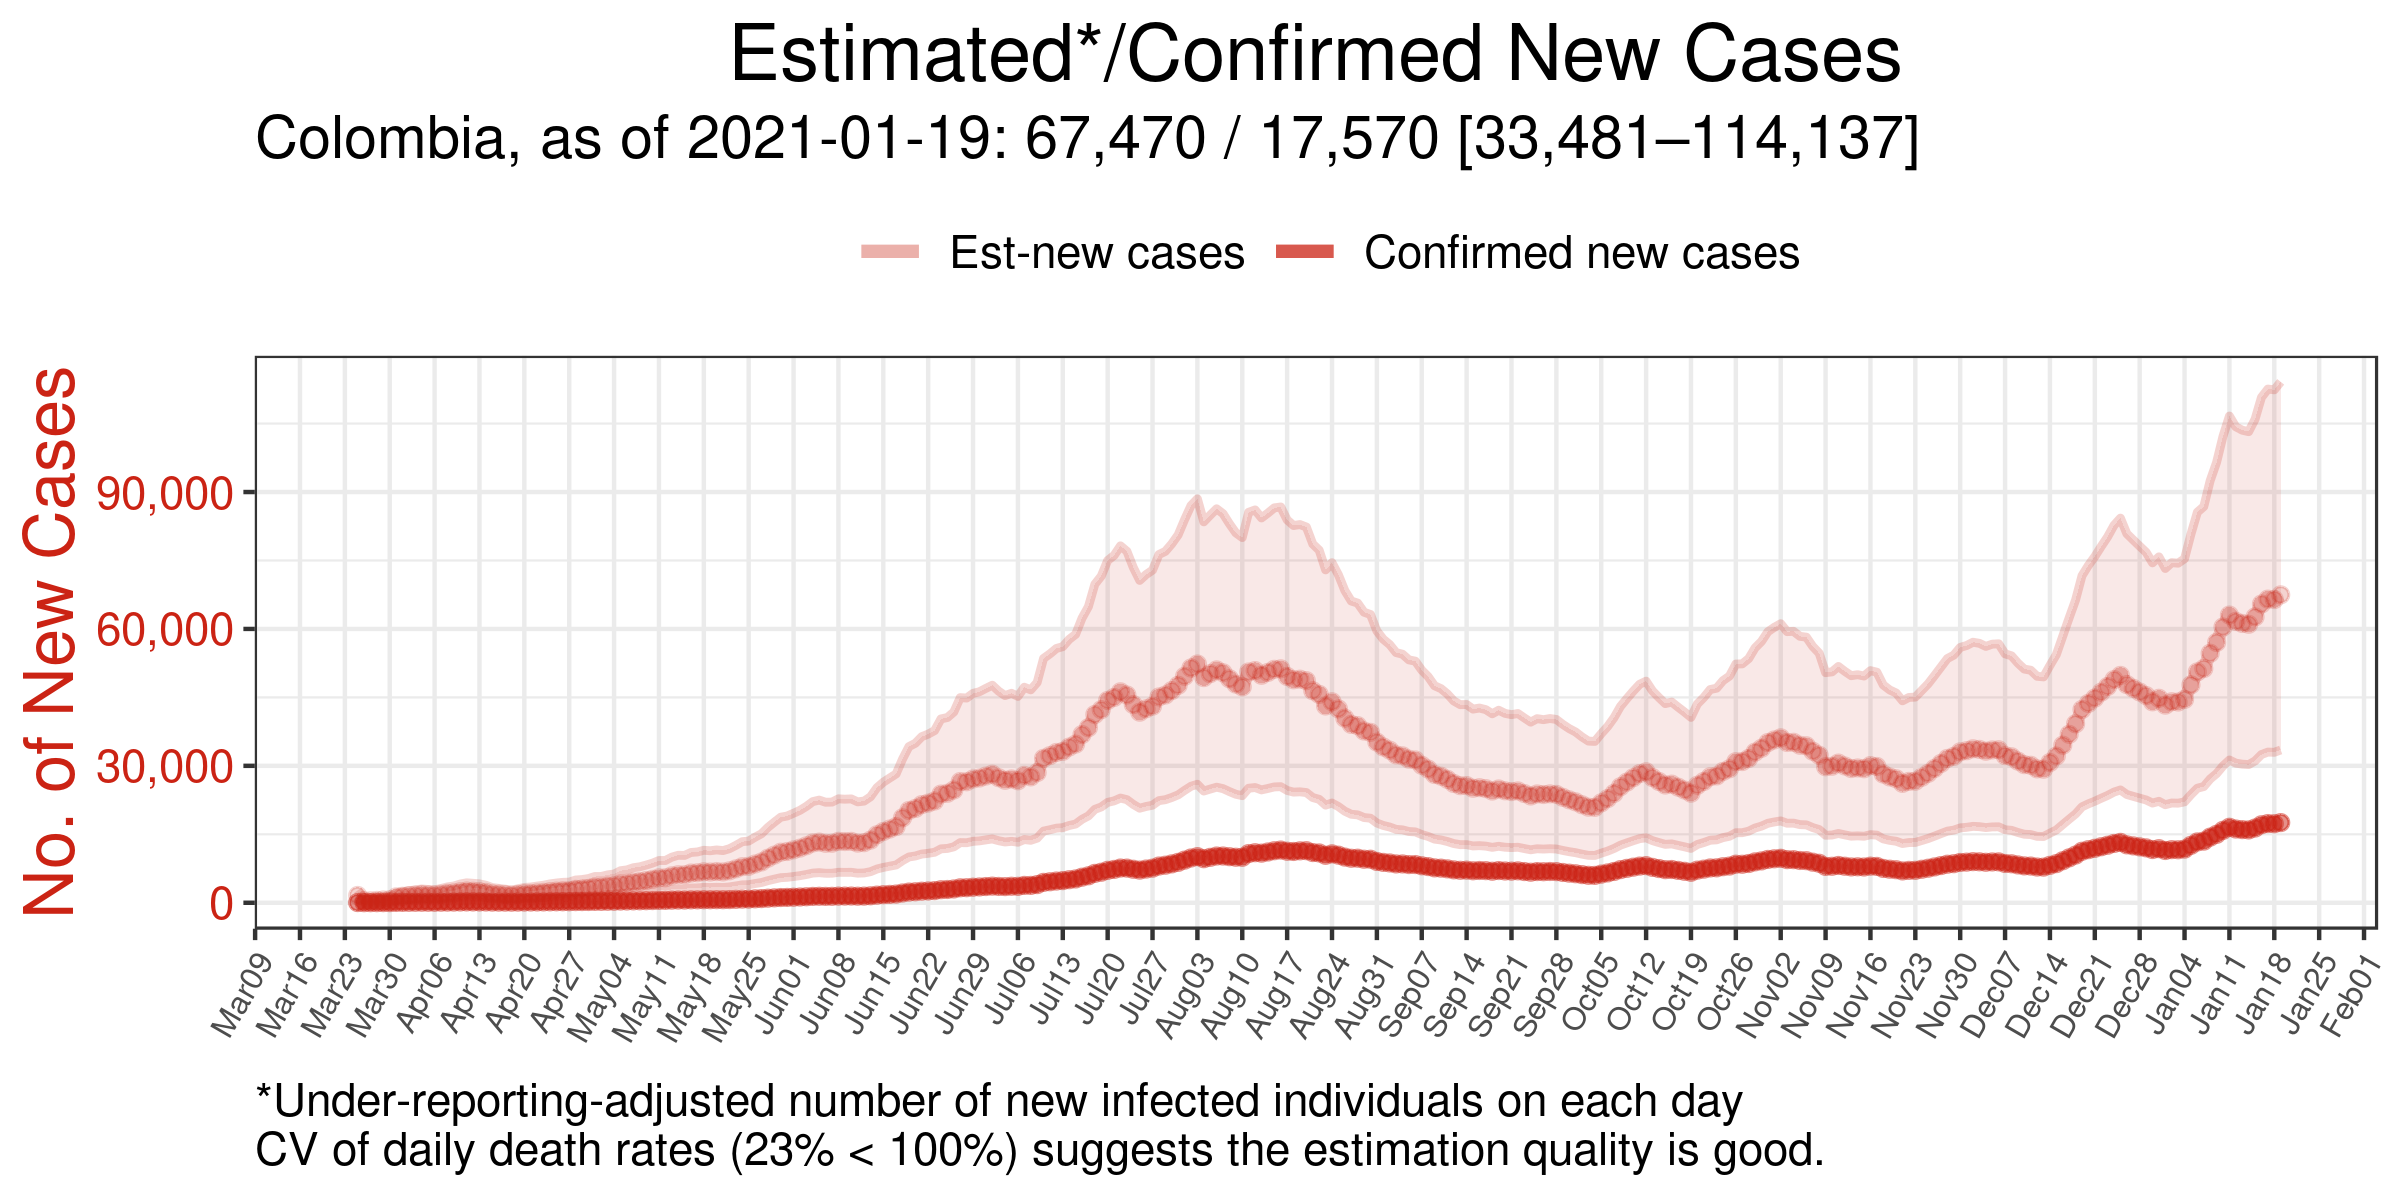 Estimated*/Confirmed New Cases
Colombia, as of 2021-01-19: 67,470 / 17,570 [33,481–114,137]
Est-new cases
Confirmed new cases
No. of New Cases
90,000
60,000
30,000
0
Mar09
Mar16
Mar23
Mar30
Apr06
Apr13
Apr20
Apr27
May04
May11
May18
May25
Jun01
Jun08
Jun15
Jun22
Jun29
Jul06
Jul13
Jul20
Jul27
Aug03
Aug10
Aug17
Aug24
Aug31
Sep07
Sep14
Sep21
Sep28
Oct05
Oct12
Oct19
Oct26
Nov02
Nov09
Nov16
Nov23
Nov30
Dec07
Dec14
Dec21
Dec28
Jan04
Jan11
Jan18
Jan25
Feb01
*Under-reporting-adjusted number of new infected individuals on each day
CV of daily death rates (23% < 100%) suggests the estimation quality is good.